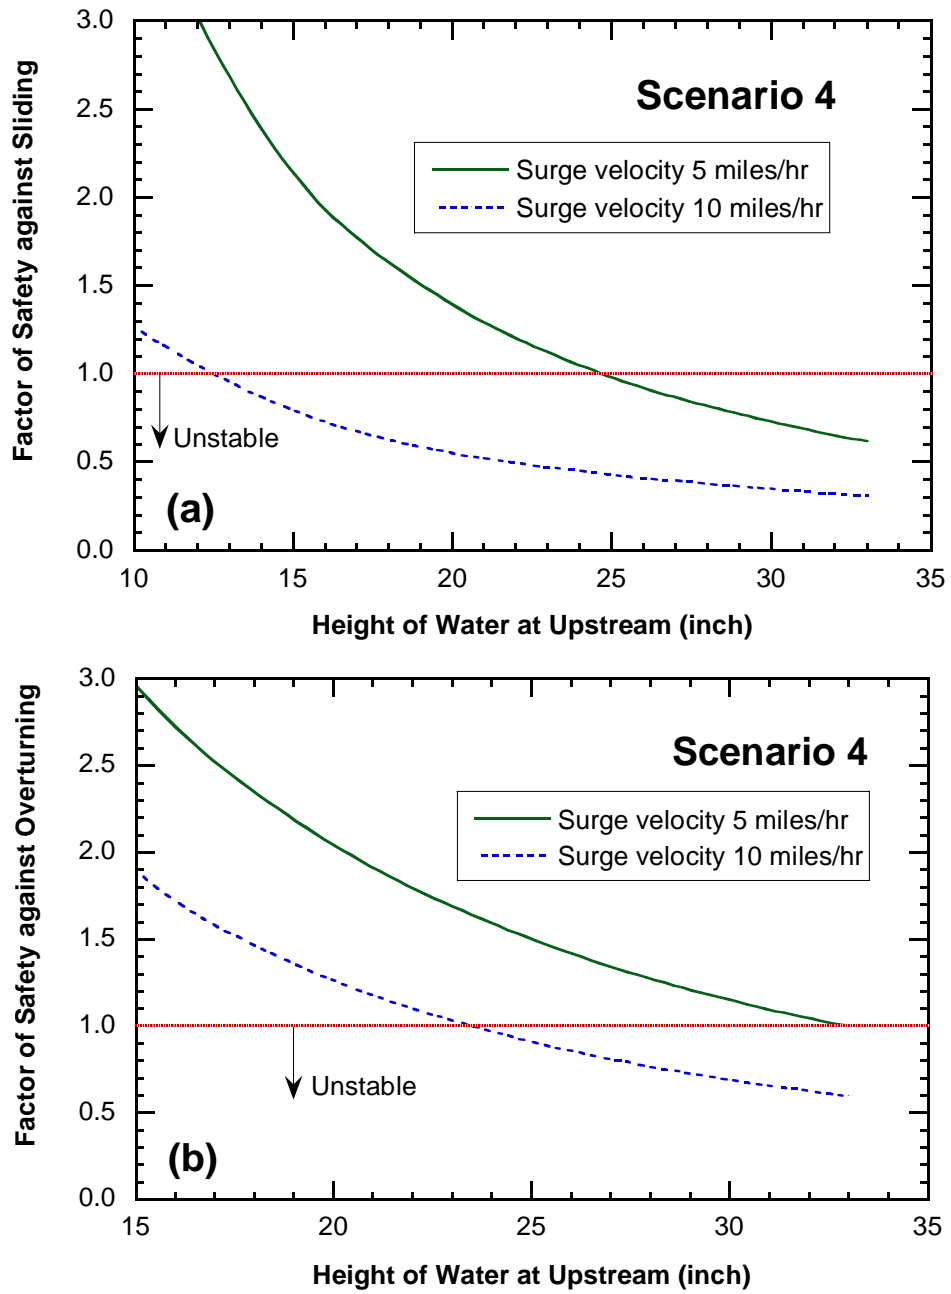 3.0
2.5
2.0
1.5
1.0
0.5
0.0
Factor of Safety against Sliding
Scenario 4
Surge velocity 5 miles/hr
Surge velocity 10 miles/hr
Unstable
(a)
10 15 20 25 30 35
Height of Water at Upstream (inch)
3.0
2.5
2.0
1.5
1.0
0.5
0.0
Factor of Safety against Overturning
Scenario 4
Surge velocity 5 miles/hr
Surge velocity 10 miles/hr
Unstable
(b)
15 20 25 30 35
Height of Water at Upstream (inch)